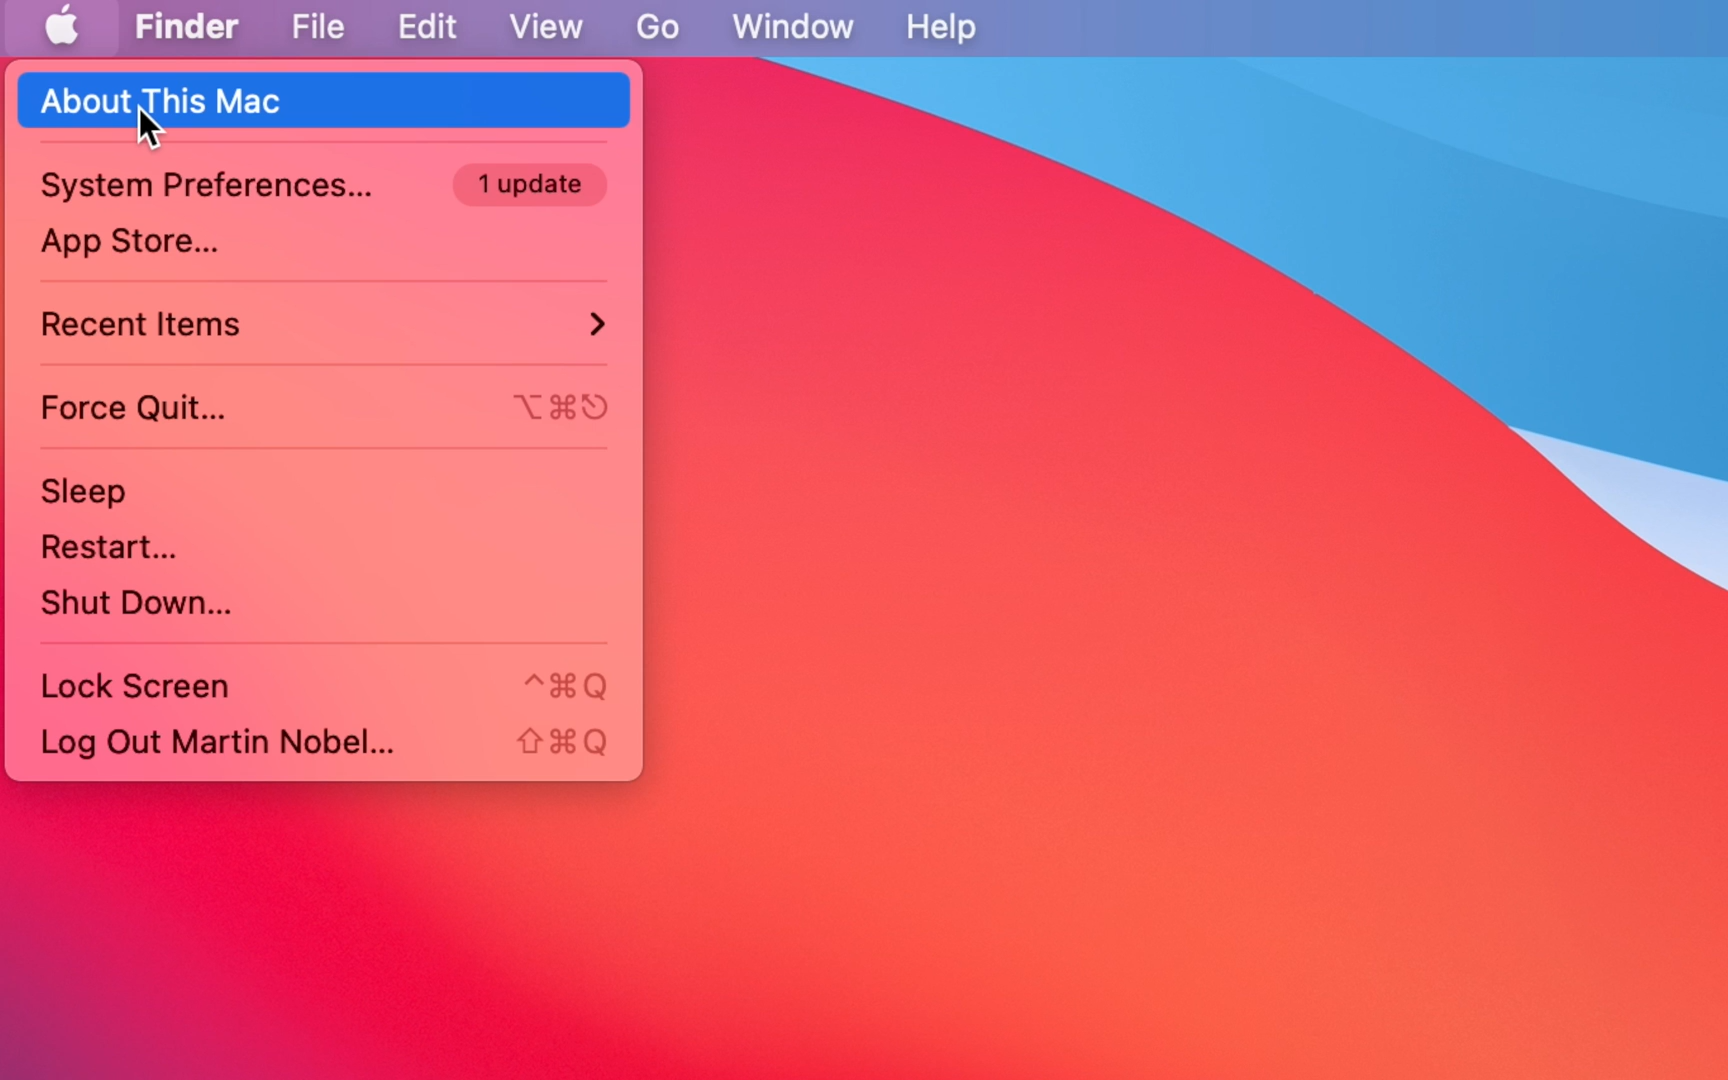 Finder File Edit View Go Window Help
About This Mac
System Preferences... 1 update
App Store...
Recent Items
Force Quit... ⌥⌘⎋
Sleep
Restart...
Shut Down...
Lock Screen ^⌘Q
Log Out Martin Nobel... ⇧⌘Q